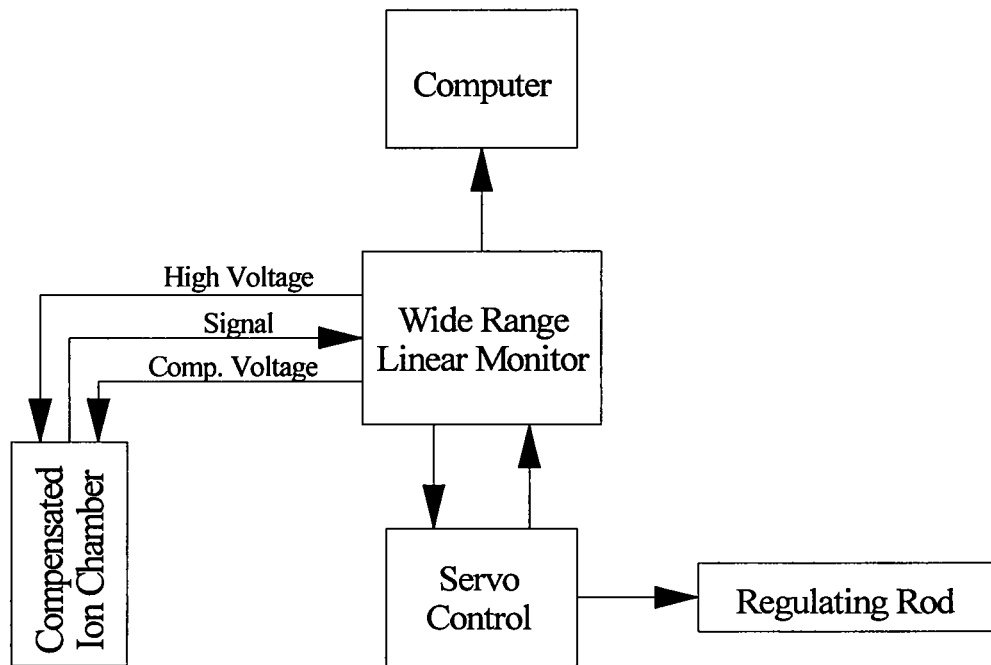 Computer
High Voltage
Signal
Comp. Voltage
Wide Range
Linear Monitor
Compensated
Ion Chamber
Servo
Control
Regulating Rod